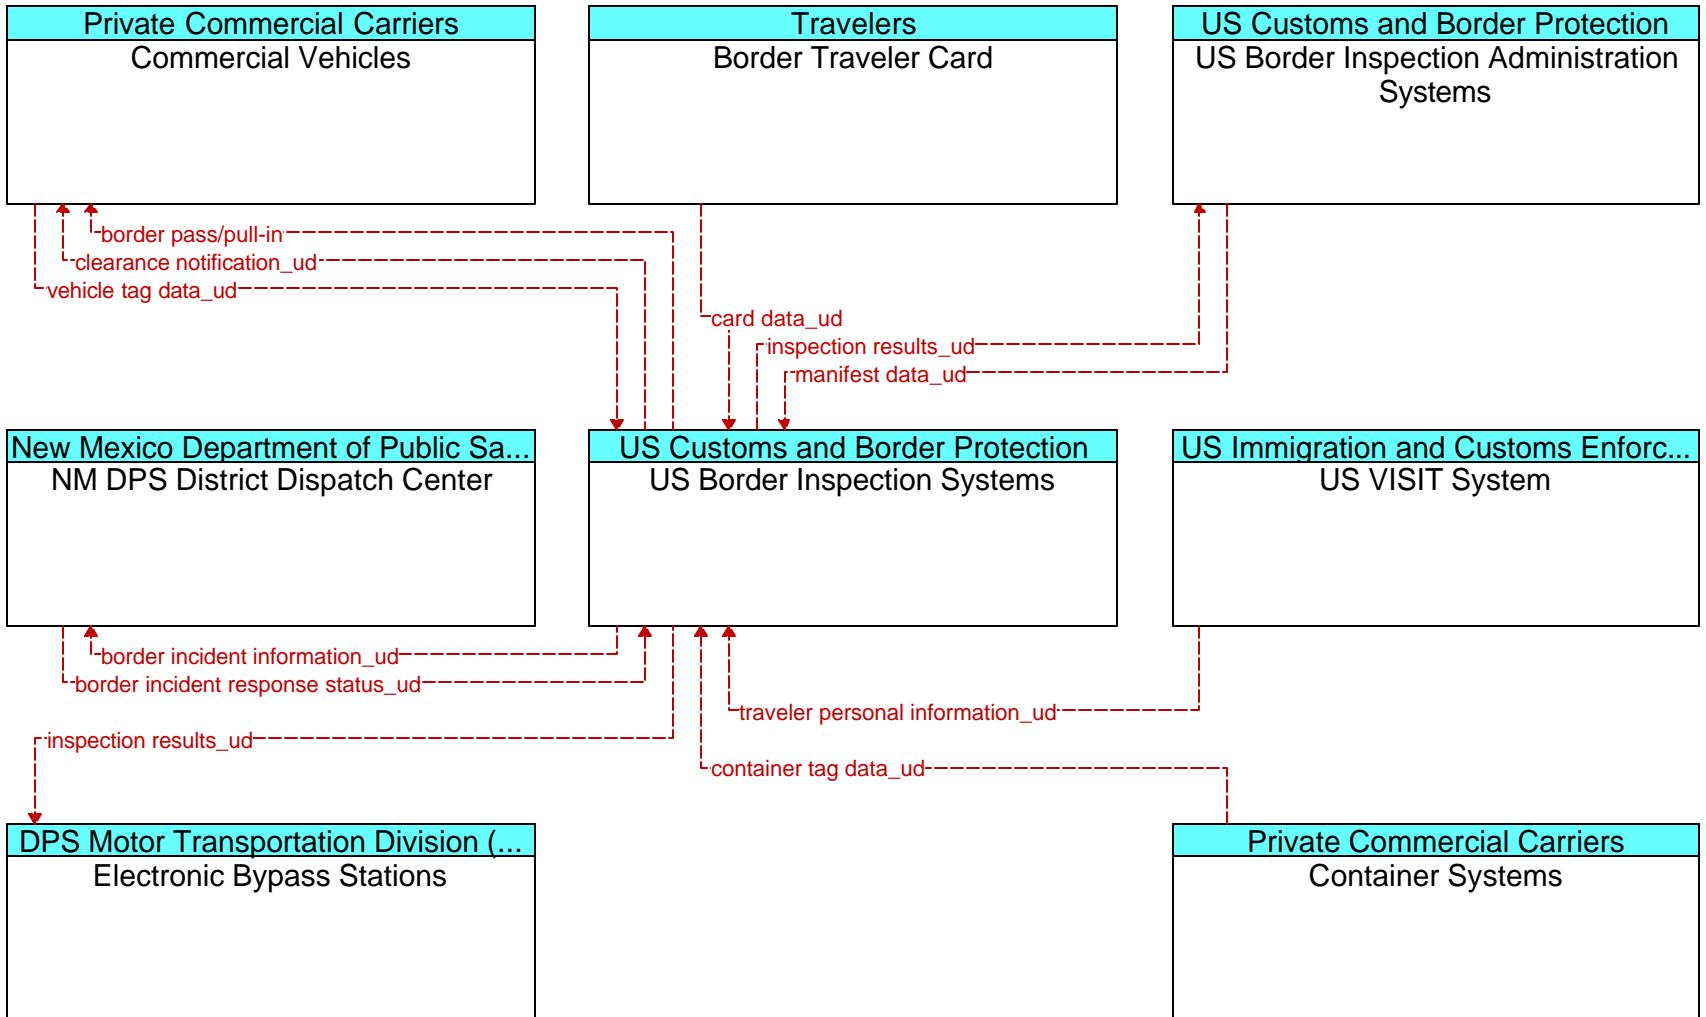 Private Commercial Carriers
Commercial Vehicles
Travelers
Border Traveler Card
US Customs and Border Protection
US Border Inspection Administration
Systems
border pass/pull-in
clearance notification_ud
vehicle tag data_ud
card data_ud
inspection results_ud
manifest data_ud
New Mexico Department of Public Sa...
NM DPS District Dispatch Center
US Customs and Border Protection
US Border Inspection Systems
US Immigration and Customs Enforc...
US VISIT System
border incident information_ud
border incident response status_ud
traveler personal information_ud
inspection results_ud
container tag data_ud
DPS Motor Transportation Division (...
Electronic Bypass Stations
Private Commercial Carriers
Container Systems